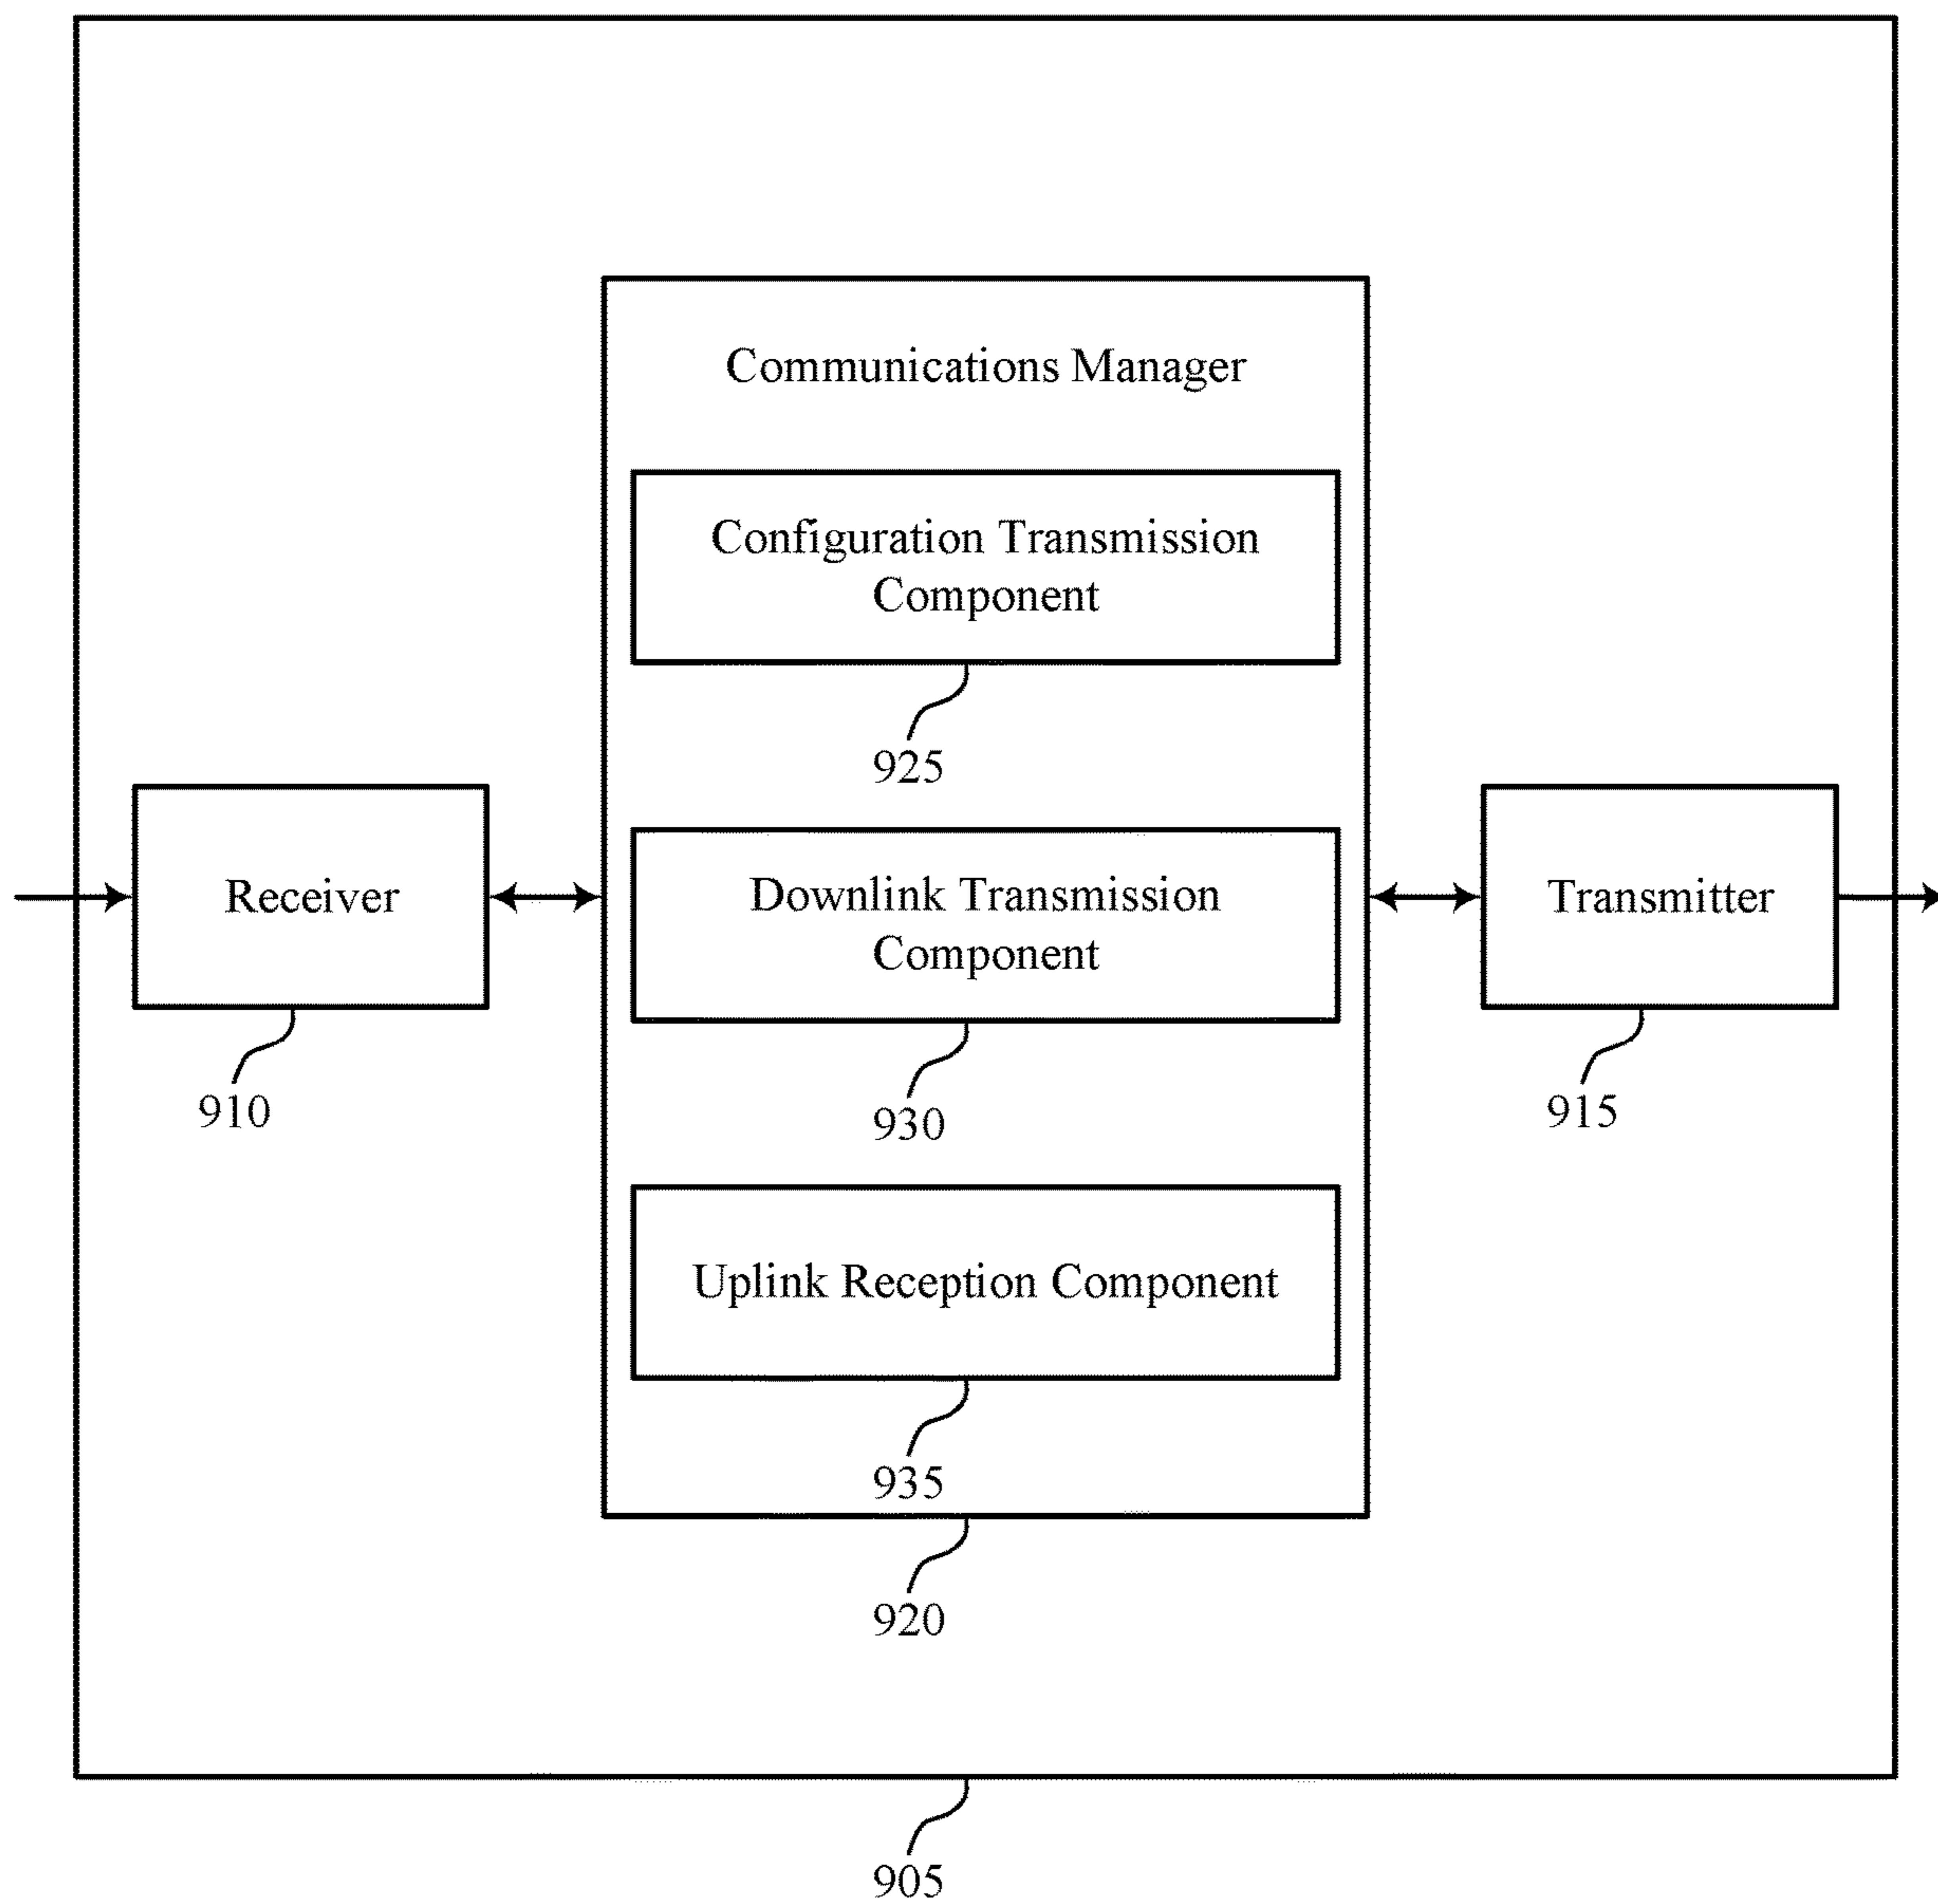 Communications Manager
Configuration Transmission
Component
925
Receiver
Downlink Transmission
Component
Transmitter
910
930
915
Uplink Reception Component
935
920
905